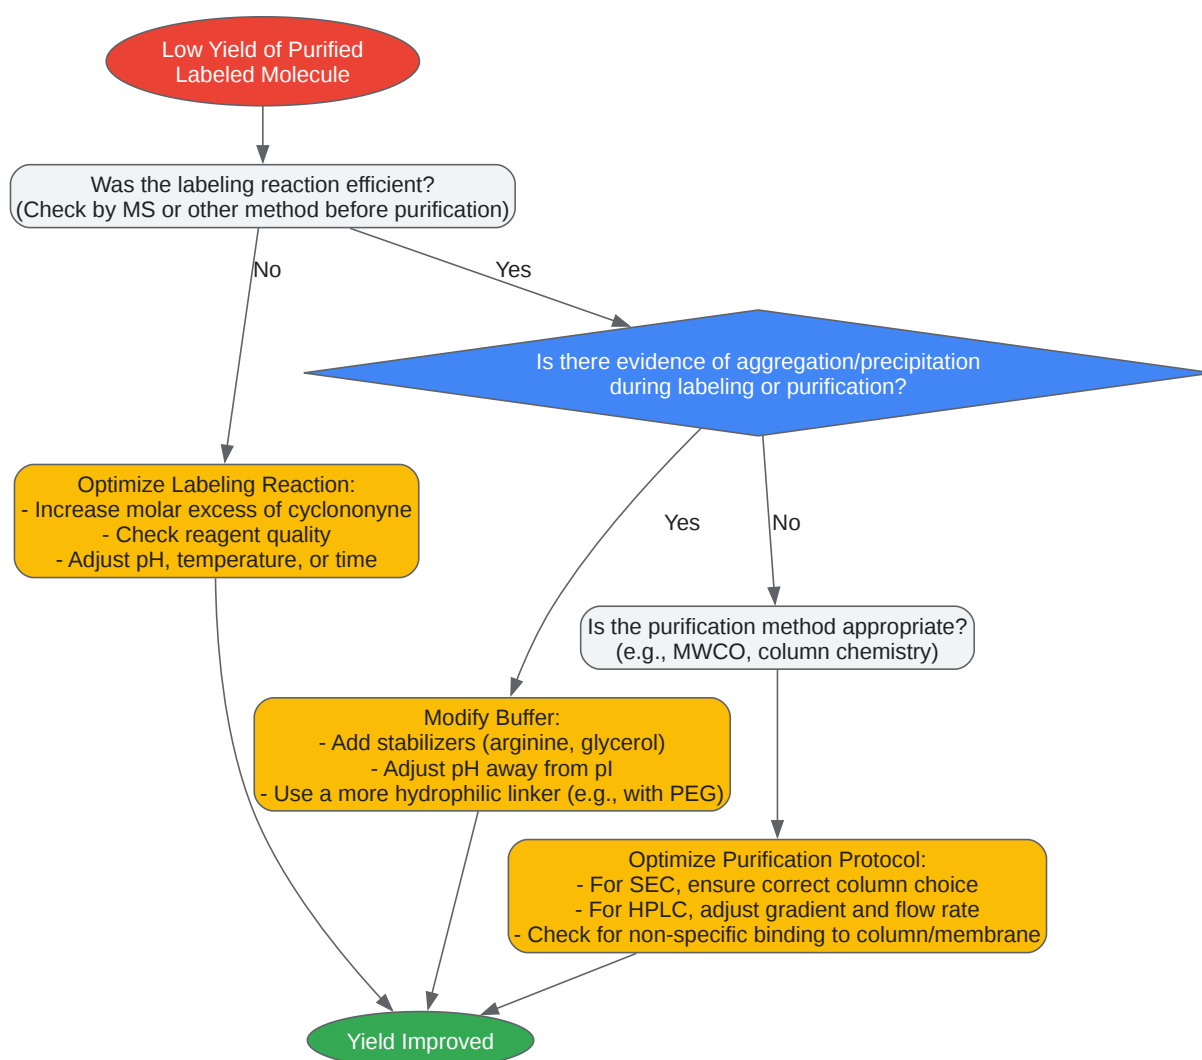 Low Yield of Purified
Labeled Molecule
Was the labeling reaction efficient?
(Check by MS or other method before purification)
No
Yes
Is there evidence of aggregation/precipitation
during labeling or purification?
Optimize Labeling Reaction:
- Increase molar excess of cyclononyne
- Check reagent quality
- Adjust pH, temperature, or time
Yes
No
Is the purification method appropriate?
(e.g., MWCO, column chemistry)
Modify Buffer:
- Add stabilizers (arginine, glycerol)
- Adjust pH away from pI
- Use a more hydrophilic linker (e.g., with PEG)
Optimize Purification Protocol:
- For SEC, ensure correct column choice
- For HPLC, adjust gradient and flow rate
- Check for non-specific binding to column/membrane
Yield Improved